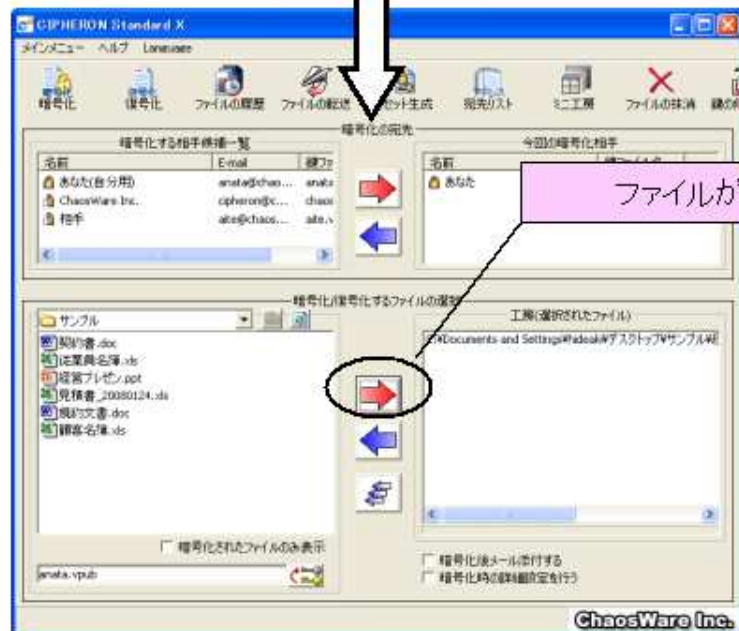 CIPHERON Standard X
メインメニュー ヘルプ Language
暗号化 復号化 ファイルの履歴 ファイルの転送 セット生成 宛先リスト ミニ工房 ファイルの抹消 鍵の
暗号化の宛先
暗号化する相手候補一覧
今回の暗号化相手
名前 E-mail 鍵ファ
名前
あなた(自分用) anata@chao... anata
ChaosWare Inc. cipheron@c... chaos
相手 aite@chaos... aite.v
あなた
ファイルが
暗号化/復号化するファイルの選択
サンプル
工房(選択されたファイル)
契約書.doc
従業員名簿.xls
経営プレゼン.ppt
見積書_20080124.xls
規約文書.doc
顧客名簿.xls
¥Documents and Settings¥hideaki¥デスクトップ¥サンプル¥
暗号化されたファイルのみ表示
anata.vpub
暗号化後メール添付する
暗号化時の詳細設定を行う
ChaosWare Inc.